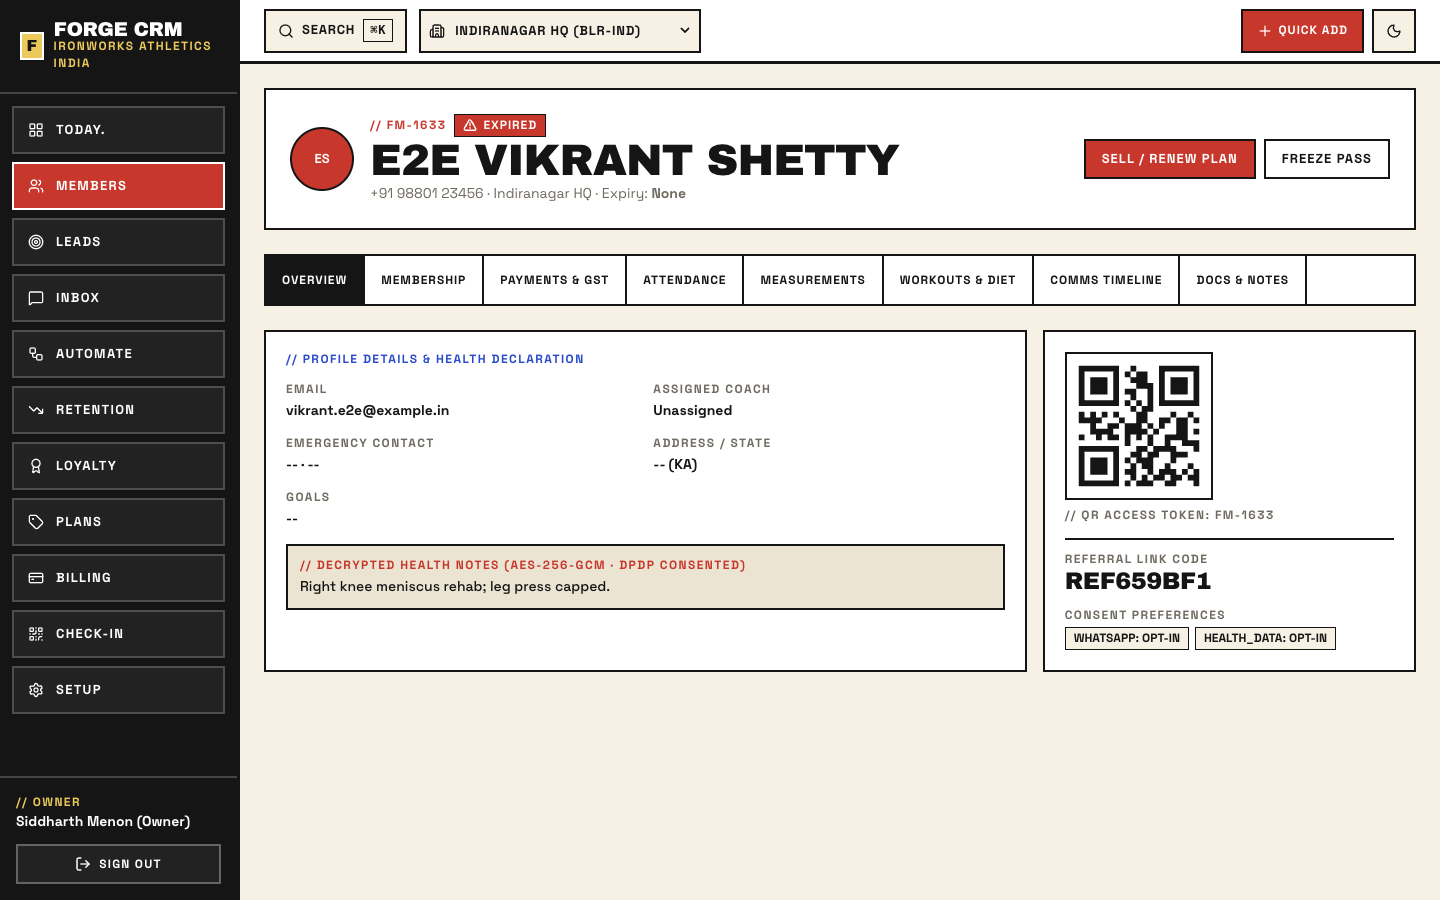 F
FORGE CRM
IRONWORKS ATHLETICS
INDIA
TODAY.
MEMBERS
LEADS
INBOX
AUTOMATE
RETENTION
LOYALTY
PLANS
BILLING
CHECK-IN
SETUP
// OWNER
Siddharth Menon (Owner)
SIGN OUT
SEARCH ⌘K
INDIRANAGAR HQ (BLR-IND)
QUICK ADD
ES
// FM-1633 EXPIRED
E2E VIKRANT SHETTY
+91 98801 23456 · Indiranagar HQ · Expiry: None
SELL / RENEW PLAN
FREEZE PASS
OVERVIEW MEMBERSHIP PAYMENTS & GST ATTENDANCE MEASUREMENTS WORKOUTS & DIET COMMS TIMELINE DOCS & NOTES
// PROFILE DETAILS & HEALTH DECLARATION
EMAIL
vikrant.e2e@example.in
ASSIGNED COACH
Unassigned
EMERGENCY CONTACT
-- · --
ADDRESS / STATE
-- (KA)
GOALS
--
// DECRYPTED HEALTH NOTES (AES-256-GCM · DPDP CONSENTED)
Right knee meniscus rehab; leg press capped.
// QR ACCESS TOKEN: FM-1633
REFERRAL LINK CODE
REF659BF1
CONSENT PREFERENCES
WHATSAPP: OPT-IN HEALTH_DATA: OPT-IN